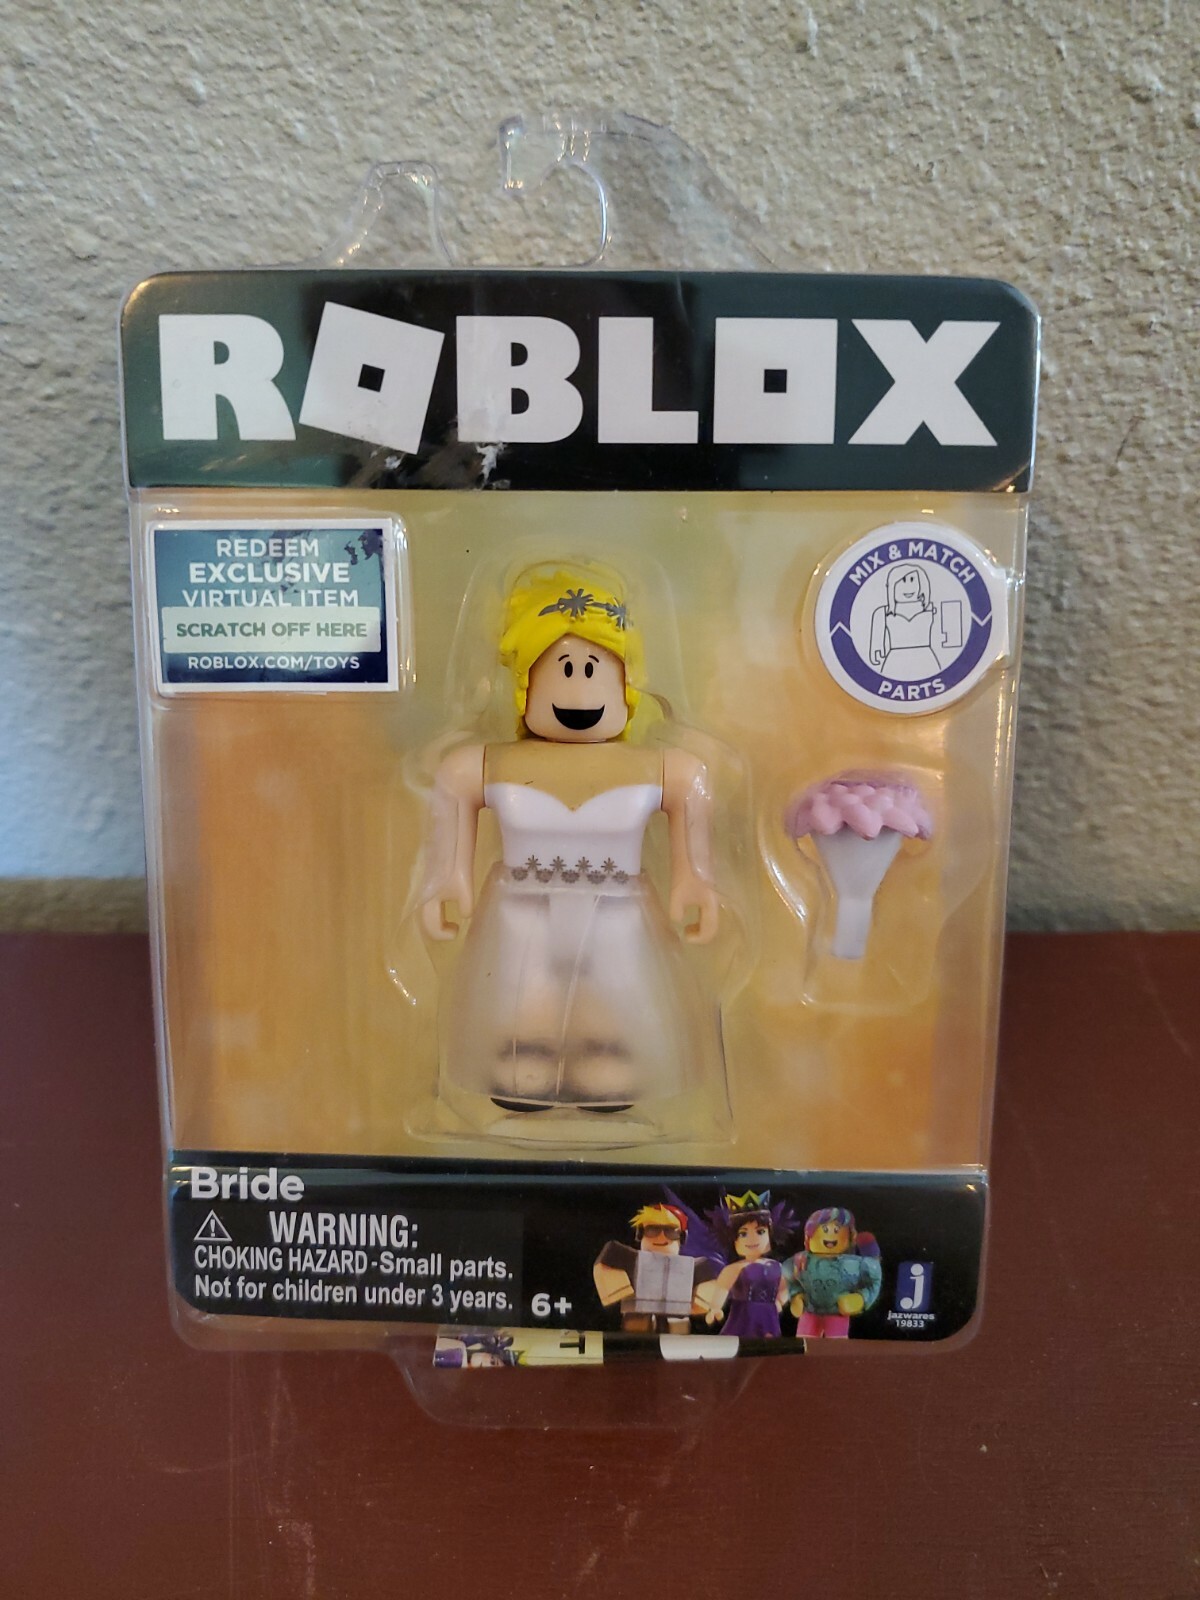 ROBLOX
REDEEM
EXCLUSIVE
VIRTUAL ITEM
SCRATCH OFF HERE
ROBLOX.COM/TOYS
MIX & MATCH
PARTS
Bride
WARNING:
CHOKING HAZARD-Small parts.
Not for children under 3 years.
6+
j
jazwares
19833